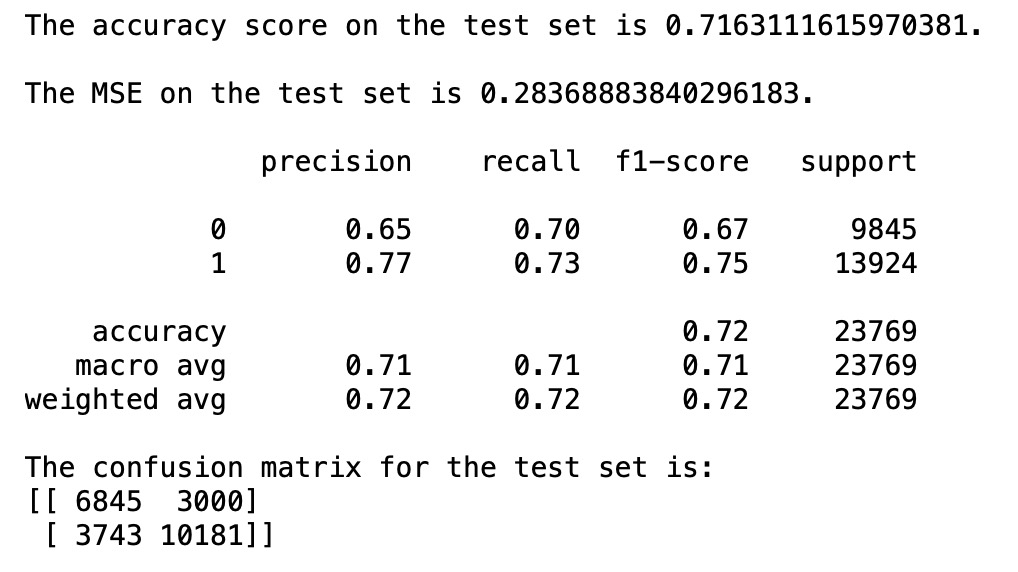 The accuracy score on the test set is 0.7163111615970381.
The MSE on the test set is 0.28368883840296183.
precision recall f1-score support
0 0.65 0.70 0.67 9845
1 0.77 0.73 0.75 13924
accuracy 0.72 23769
macro avg 0.71 0.71 0.71 23769
weighted avg 0.72 0.72 0.72 23769
The confusion matrix for the test set is:
[[ 6845 3000]
[ 3743 10181]]